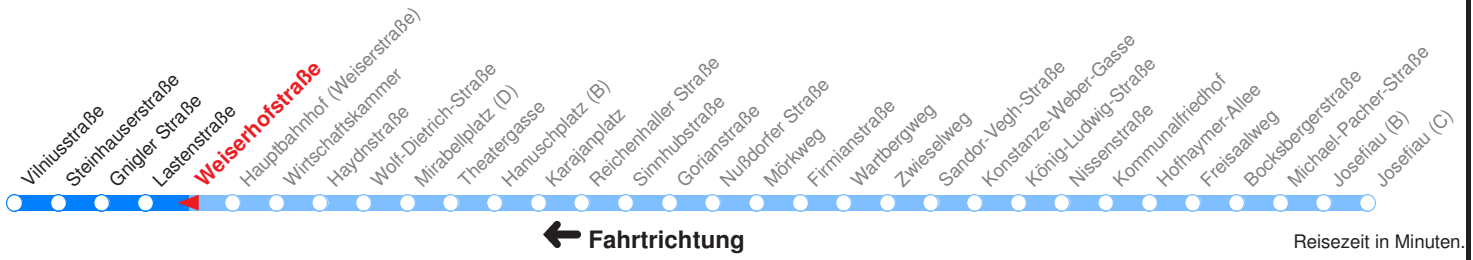 Vilniusstraße
Steinhauserstraße
Gnigler Straße
Lastenstraße
Weiserhofstraße
Hauptbahnhof (Weiserstraße)
Wirtschaftskammer
Haydnstraße
Wolf-Dietrich-Straße
Mirabellplatz (D)
Theatergasse
Hanuschplatz (B)
Karajanplatz
Reichenhaller Straße
Sinnhubstraße
Gorianstraße
Nußdorfer Straße
Mörkweg
Firmianstraße
Wartbergweg
Zwieselweg
Sandor-Vegh-Straße
Konstanze-Weber-Gasse
König-Ludwig-Straße
Nissenstraße
Kommunalfriedhof
Hofhaymer-Allee
Freisaalweg
Bocksbergerstraße
Michael-Pacher-Straße
Josefiau (B)
Josefiau (C)
Fahrtrichtung
Reisezeit in Minuten.